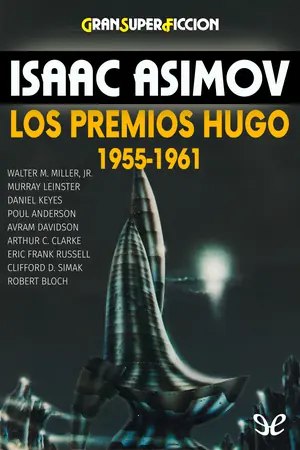 GRANSUPERFICCION
ISAAC ASIMOV
LOS PREMIOS HUGO
1955-1961
WALTER M. MILLER, JR.
MURRAY LEINSTER
DANIEL KEYES
POUL ANDERSON
AVRAM DAVIDSON
ARTHUR C. CLARKE
ERIC FRANK RUSSELL
CLIFFORD D. SIMAK
ROBERT BLOCH